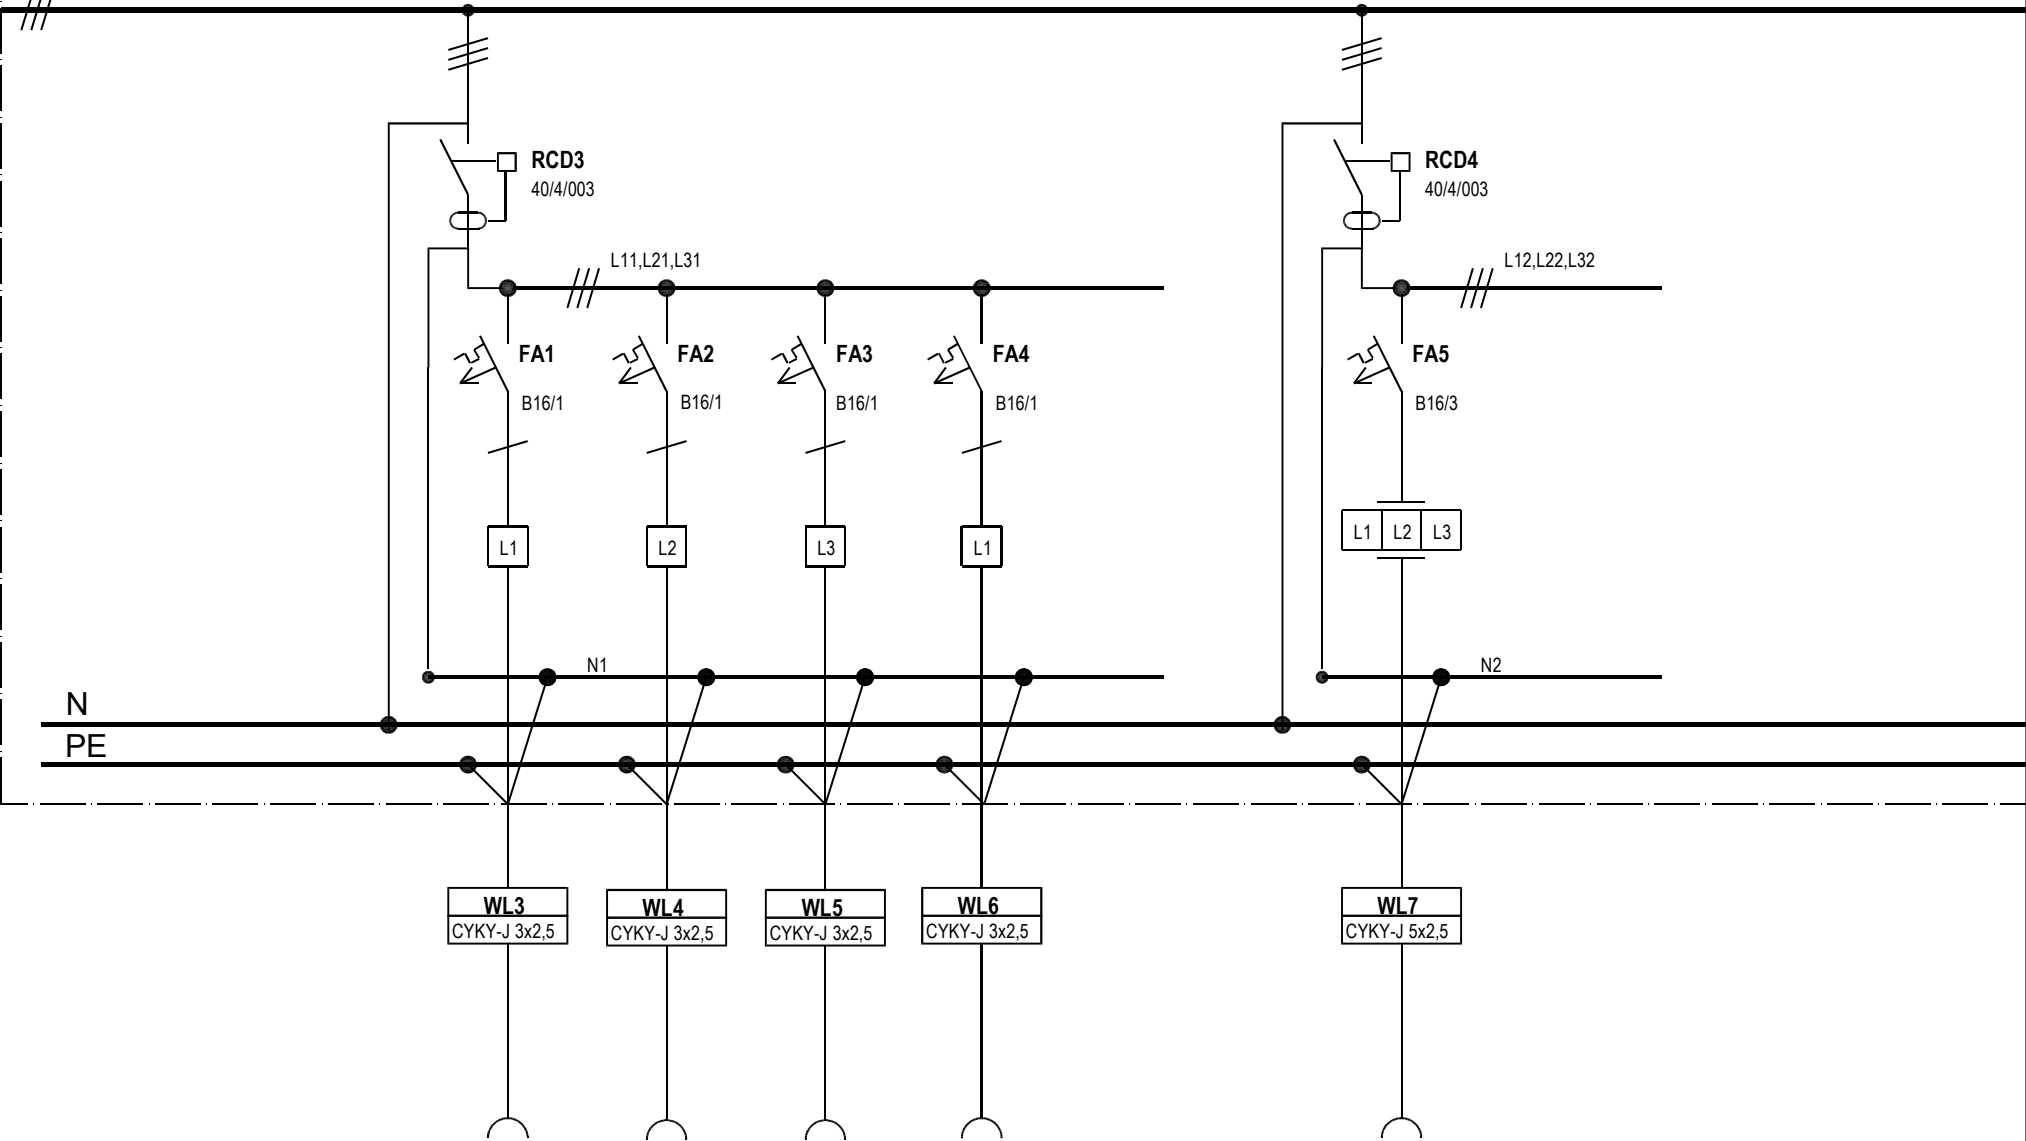 RCD3
40/4/003
RCD4
40/4/003
L11,L21,L31
L12,L22,L32
FA1
FA2
FA3
FA4
FA5
B16/1
B16/1
B16/1
B16/1
B16/3
L1
L2
L3
L1
L1 L2 L3
N1
N2
N
PE
WL3
CYKY-J 3x2,5
WL4
CYKY-J 3x2,5
WL5
CYKY-J 3x2,5
WL6
CYKY-J 3x2,5
WL7
CYKY-J 5x2,5